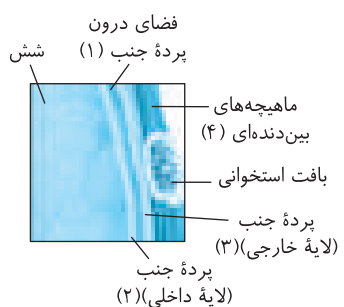 فضای درون
پردهٔ جنب (۱)
شش
ماهیچه‌های
بین‌دنده‌ای (۴)
بافت استخوانی
پردهٔ جنب
(لایهٔ خارجی)(۳)
پردهٔ جنب
(لایهٔ داخلی)(۲)